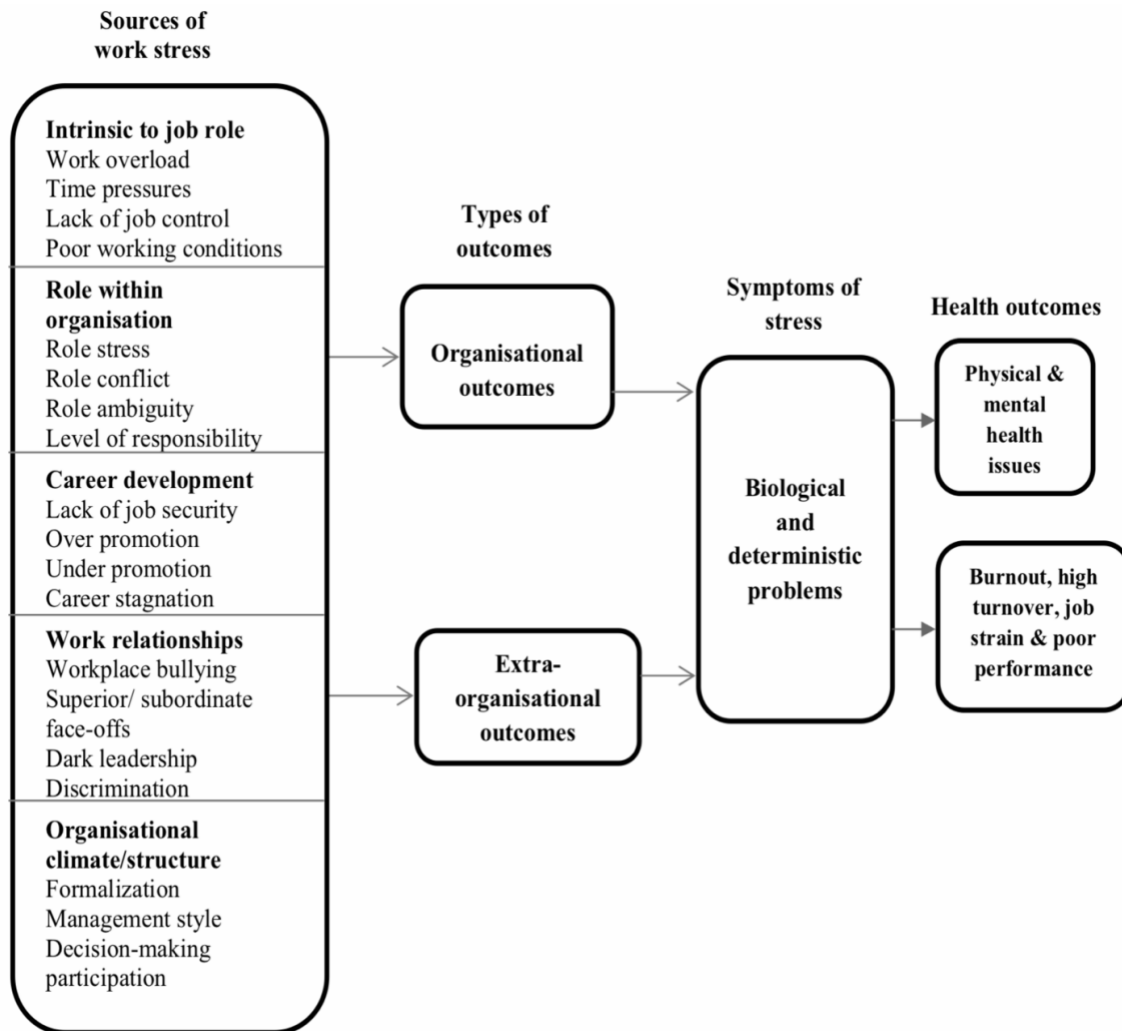 Sources of
work stress
Intrinsic to job role
Work overload
Time pressures
Lack of job control
Poor working conditions
Role within
organisation
Role stress
Role conflict
Role ambiguity
Level of responsibility
Career development
Lack of job security
Over promotion
Under promotion
Career stagnation
Work relationships
Workplace bullying
Superior/ subordinate
face-offs
Dark leadership
Discrimination
Organisational
climate/structure
Formalization
Management style
Decision-making
participation
Types of
outcomes
Organisational
outcomes
Extra-
organisational
outcomes
Symptoms of
stress
Biological
and
deterministic
problems
Health outcomes
Physical &
mental
health
issues
Burnout, high
turnover, job
strain & poor
performance